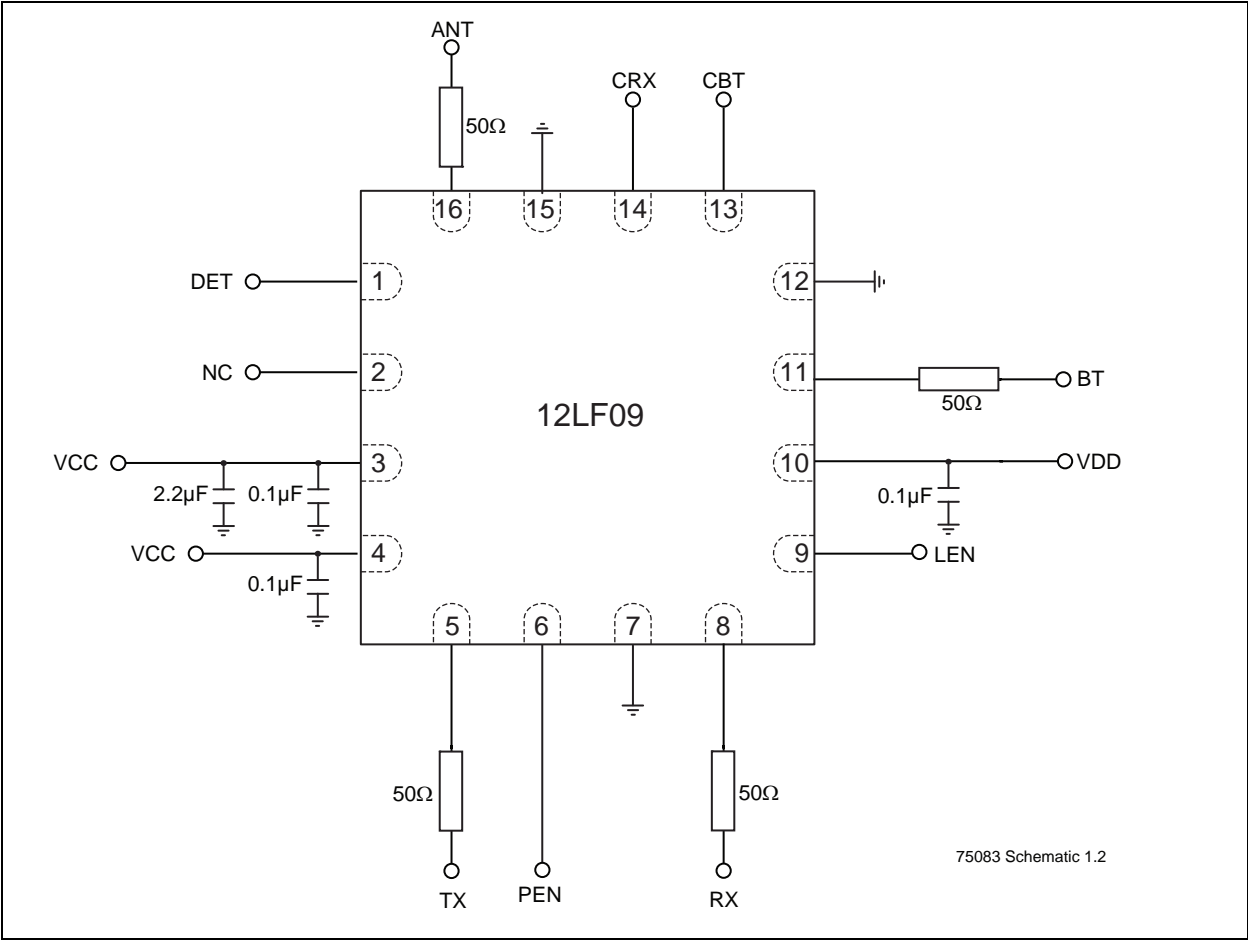 ANT
CRX CBT
50Ω
16 15 14 13
DET 1 12
NC 2 11 BT
50Ω
12LF09
VCC 3 10 VDD
2.2µF 0.1µF 0.1µF
VCC 4 9 LEN
0.1µF
5 6 7 8
50Ω 50Ω
75083 Schematic 1.2
TX PEN RX